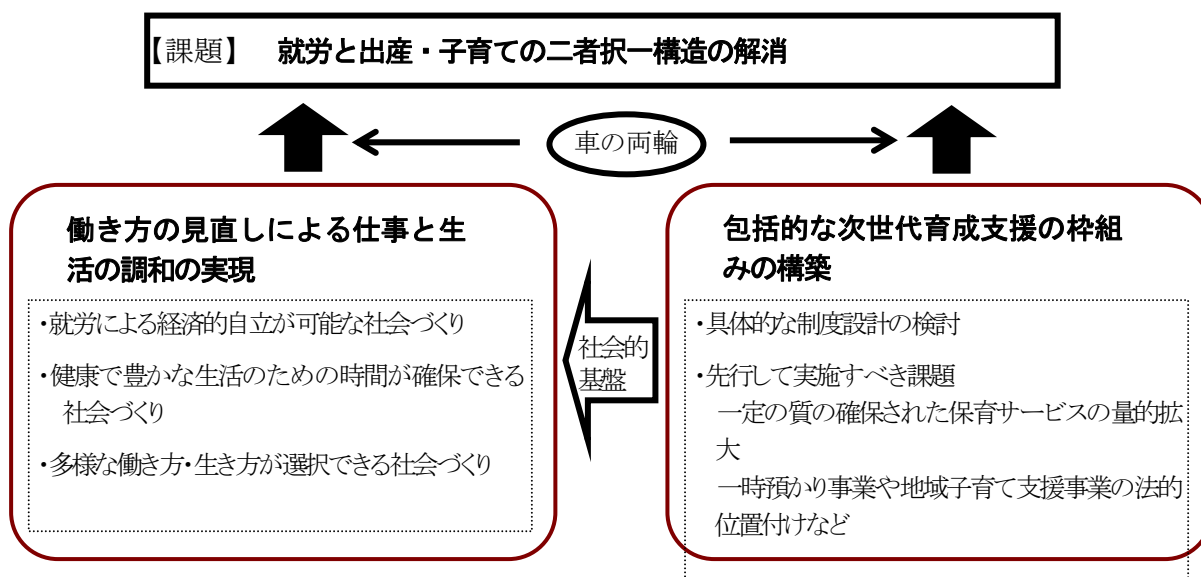 【課題】 就労と出産・子育ての二者択一構造の解消
車の両輪
働き方の見直しによる仕事と生
活の調和の実現
・就労による経済的自立が可能な社会づくり
・健康で豊かな生活のための時間が確保できる
社会づくり
・多様な働き方・生き方が選択できる社会づくり
社会的
基盤
包括的な次世代育成支援の枠組
みの構築
・具体的な制度設計の検討
・先行して実施すべき課題
一定の質の確保された保育サービスの量的拡
大
一時預かり事業や地域子育て支援事業の法的
位置付けなど